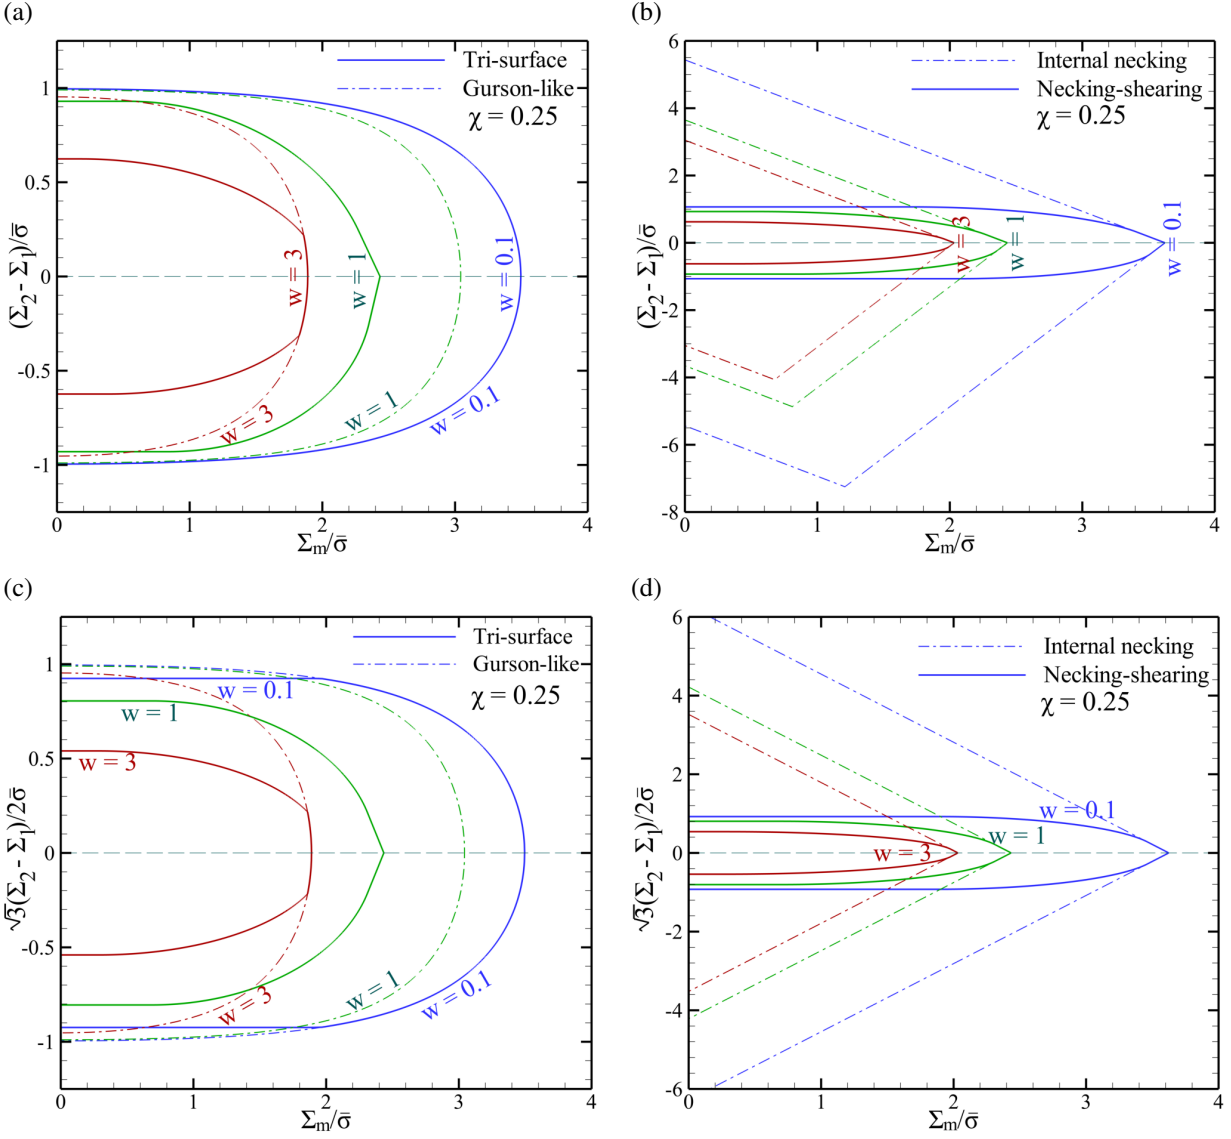 (a)
(b)
Tri-surface
Gurson-like
χ = 0.25
1
0.5
0
-0.5
-1
(Σ₂ - Σ₁)/σ̄
w = 3
w = 1
w = 0.1
w = 3
w = 1
w = 0.1
0
1
2
3
4
Σₘ/σ̄
Internal necking
Necking-shearing
χ = 0.25
6
4
2
0
-2
-4
-6
-8
(Σ₂ - Σ₁)/σ̄
w = 3
w = 1
w = 0.1
0
1
2
3
4
Σₘ/σ̄
(c)
(d)
Tri-surface
Gurson-like
χ = 0.25
1
0.5
0
-0.5
-1
√3(Σ₂ - Σ₁)/2σ̄
w = 0.1
w = 1
w = 3
w = 3
w = 1
w = 0.1
0
1
2
3
4
Σₘ/σ̄
Internal necking
Necking-shearing
χ = 0.25
6
4
2
0
-2
-4
-6
√3(Σ₂ - Σ₁)/2σ̄
w = 0.1
w = 1
w = 3
0
1
2
3
4
Σₘ/σ̄